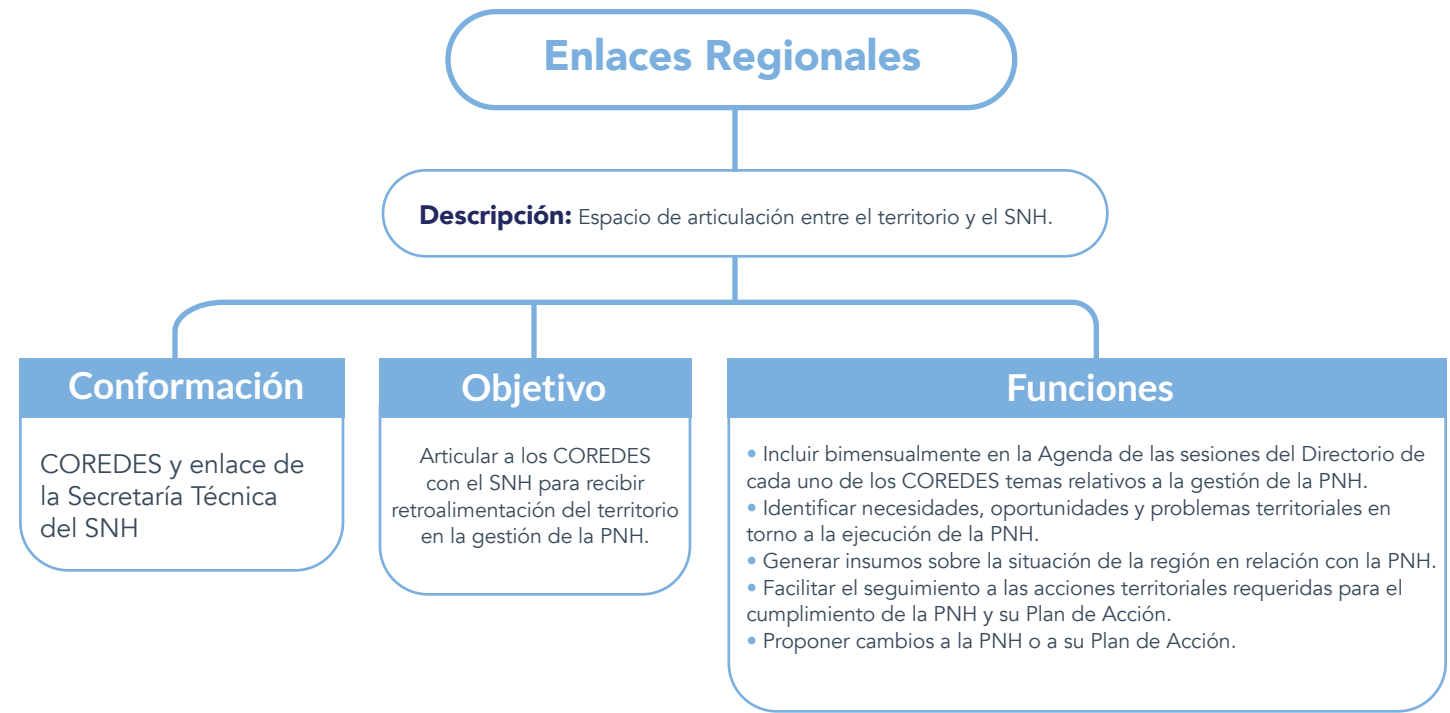 Enlaces Regionales
Descripción: Espacio de articulación entre el territorio y el SNH.
Conformación
COREDES y enlace de
la Secretaría Técnica
del SNH
Objetivo
Articular a los COREDES
con el SNH para recibir
retroalimentación del territorio
en la gestión de la PNH.
Funciones
• Incluir bimensualmente en la Agenda de las sesiones del Directorio de
cada uno de los COREDES temas relativos a la gestión de la PNH.
• Identificar necesidades, oportunidades y problemas territoriales en
torno a la ejecución de la PNH.
• Generar insumos sobre la situación de la región en relación con la PNH.
• Facilitar el seguimiento a las acciones territoriales requeridas para el
cumplimiento de la PNH y su Plan de Acción.
• Proponer cambios a la PNH o a su Plan de Acción.